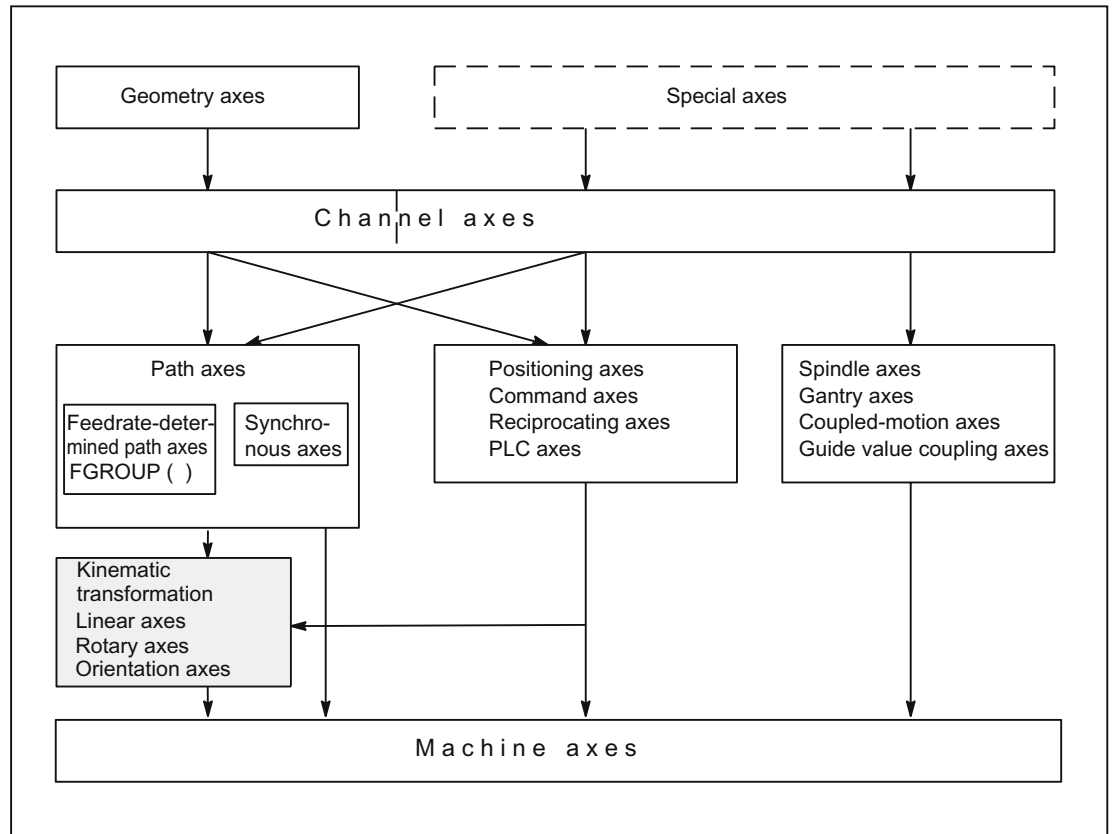 Geometry axes
Special axes
Channel axes
Path axes
Feedrate-deter-
mined path axes
FGROUP ( )
Synchro-
nous axes
Positioning axes
Command axes
Reciprocating axes
PLC axes
Spindle axes
Gantry axes
Coupled-motion axes
Guide value coupling axes
Kinematic
transformation
Linear axes
Rotary axes
Orientation axes
Machine axes